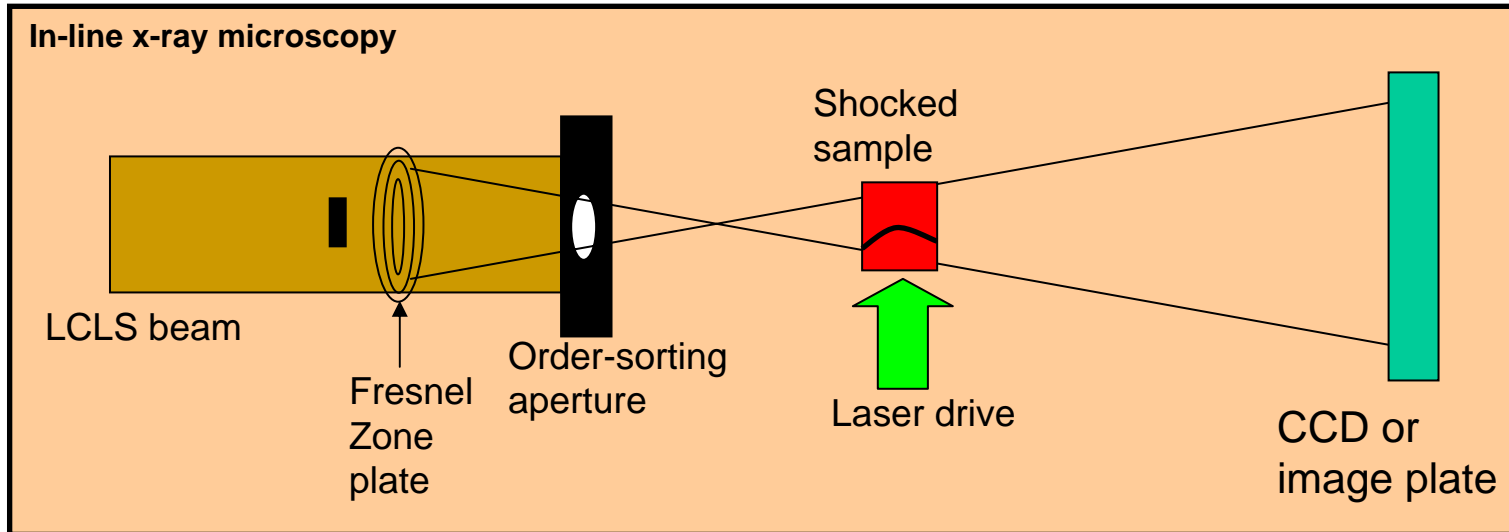 In-line x-ray microscopy
LCLS beam
Fresnel
Zone
plate
Order-sorting
aperture
Shocked
sample
Laser drive
CCD or
image plate